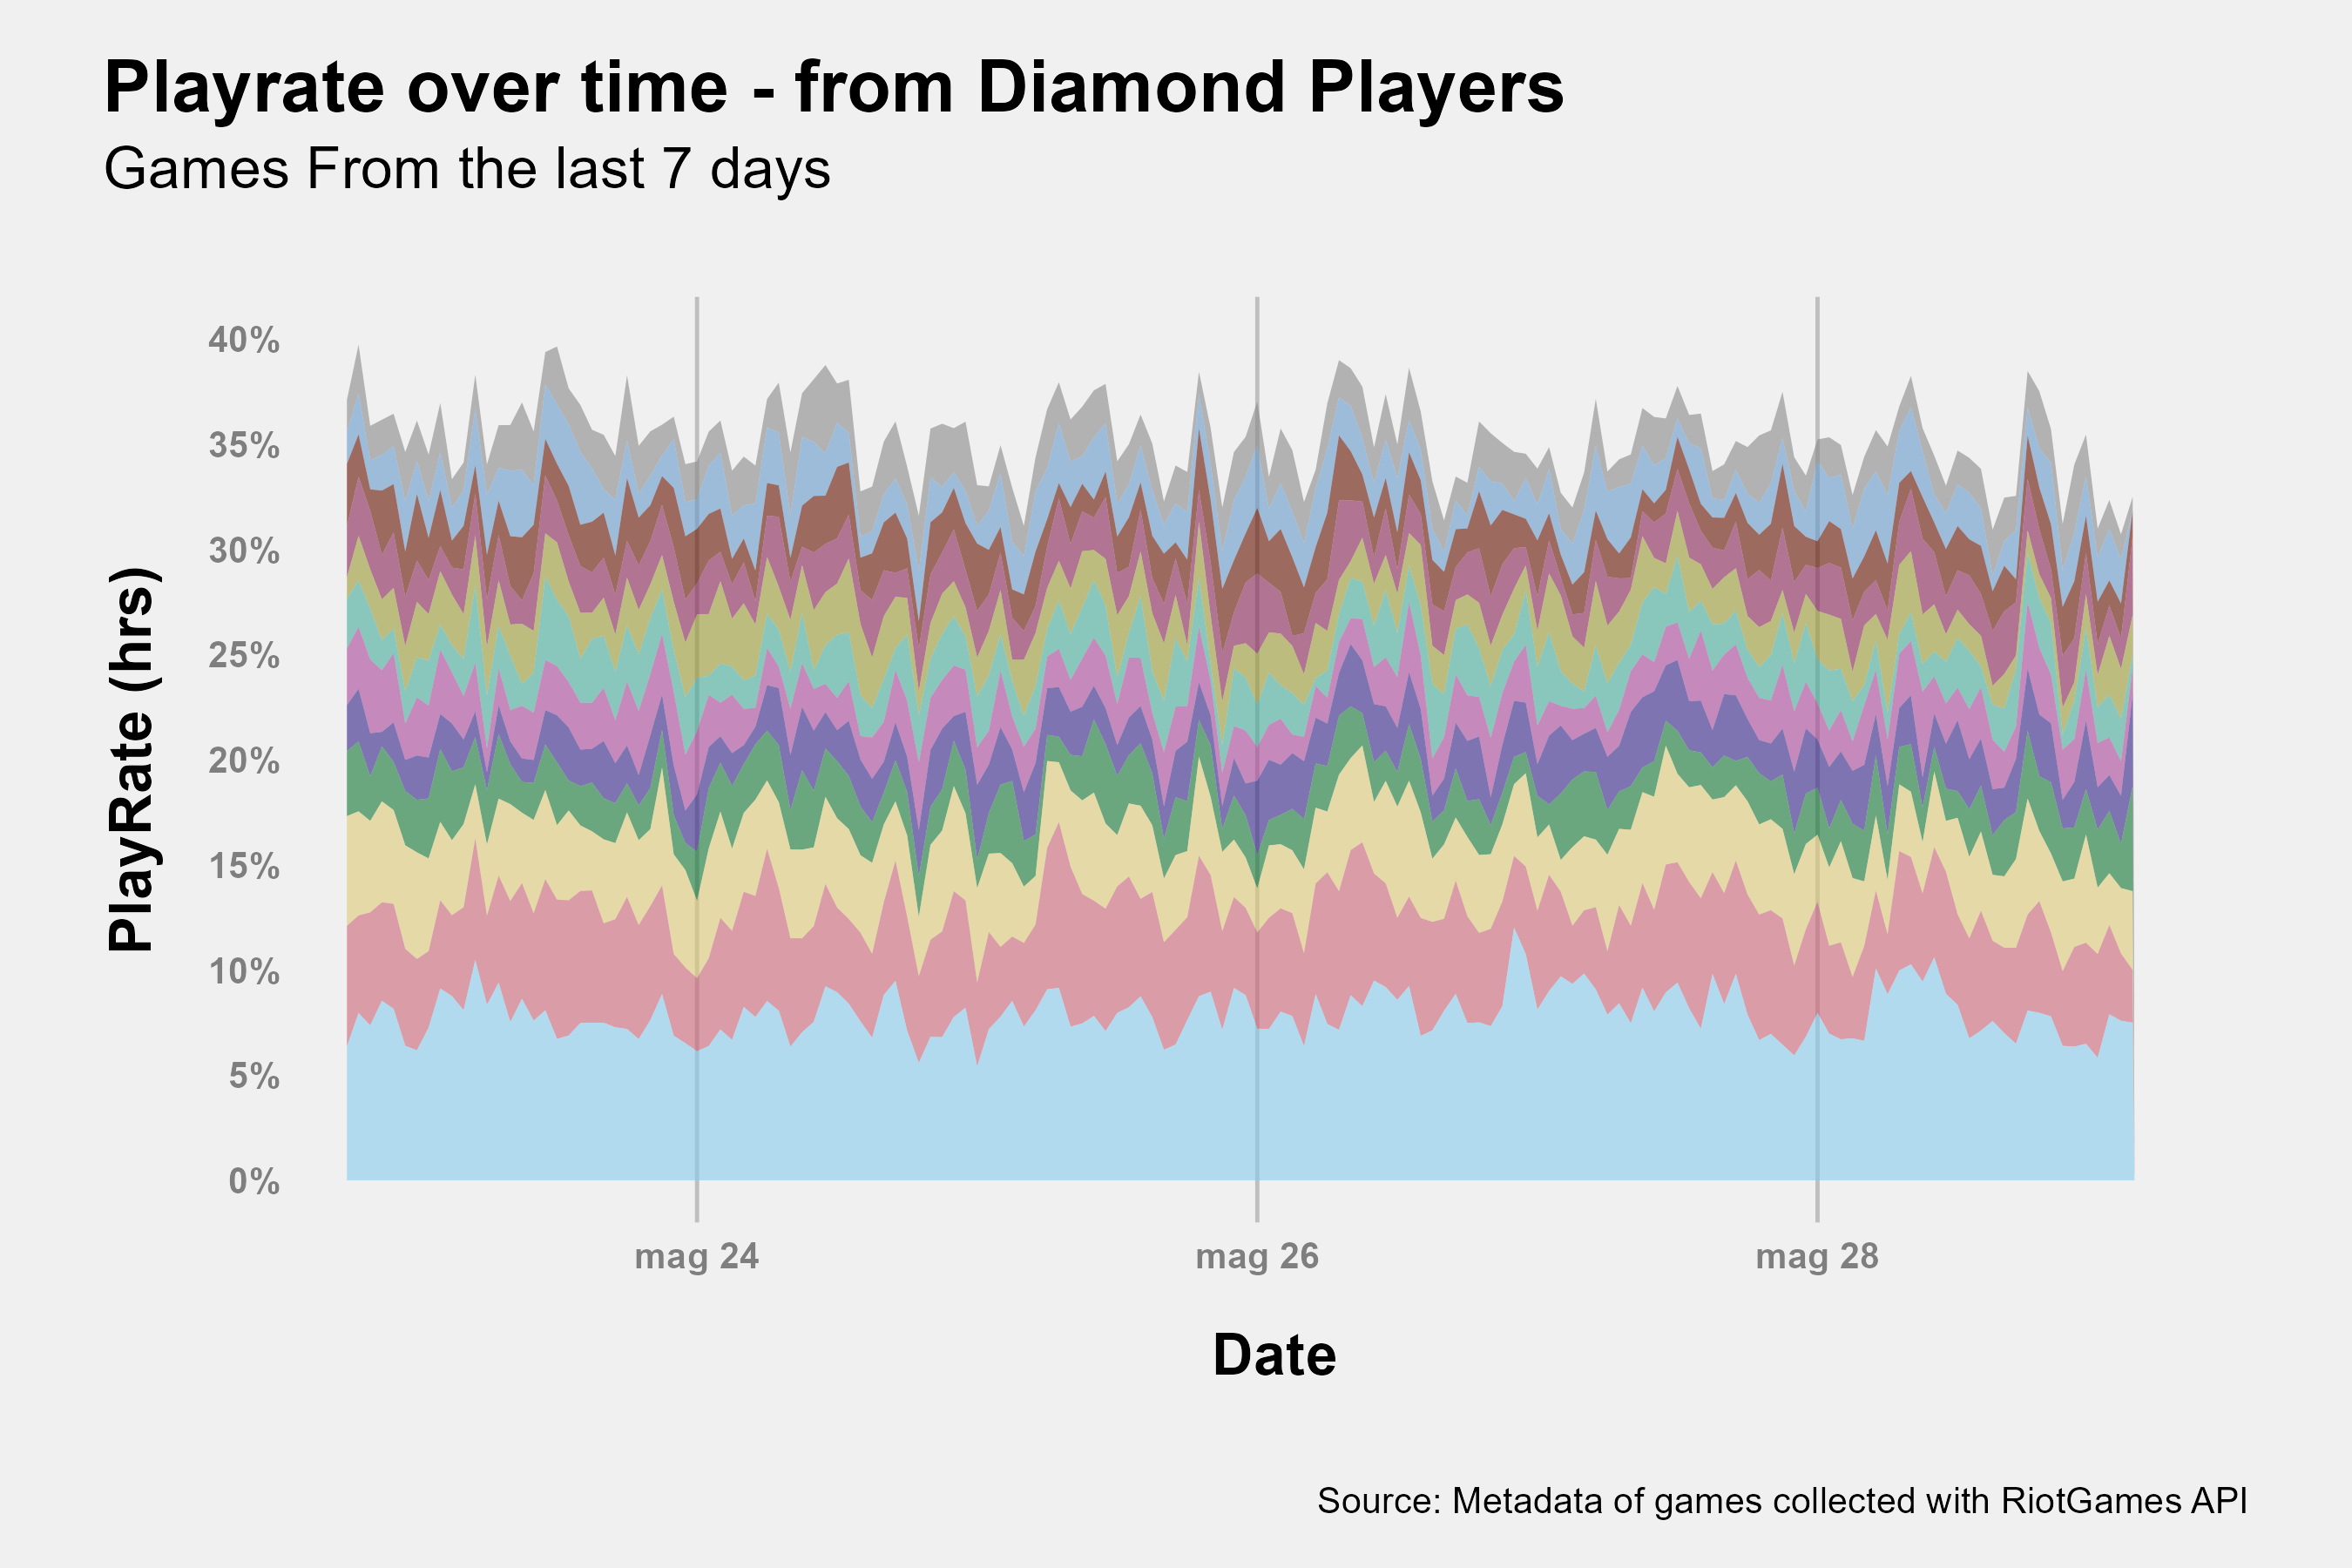 Playrate over time - from Diamond Players
Games From the last 7 days
PlayRate (hrs)
40%
35%
30%
25%
20%
15%
10%
5%
0%
mag 24
mag 26
mag 28
Date
Source: Metadata of games collected with RiotGames API